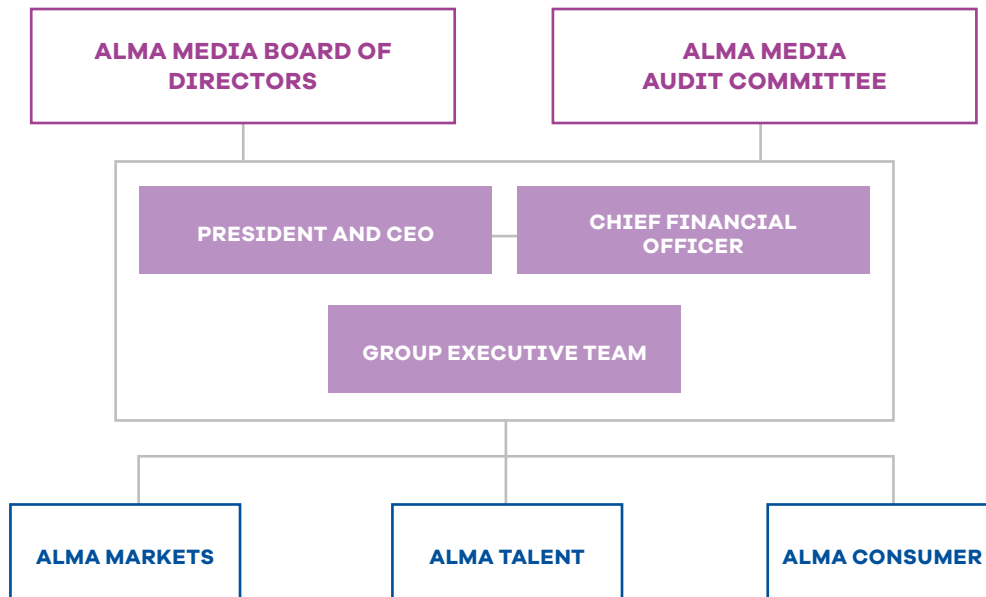 ALMA MEDIA BOARD OF
DIRECTORS
ALMA MEDIA
AUDIT COMMITTEE
PRESIDENT AND CEO
CHIEF FINANCIAL
OFFICER
GROUP EXECUTIVE TEAM
ALMA MARKETS
ALMA TALENT
ALMA CONSUMER